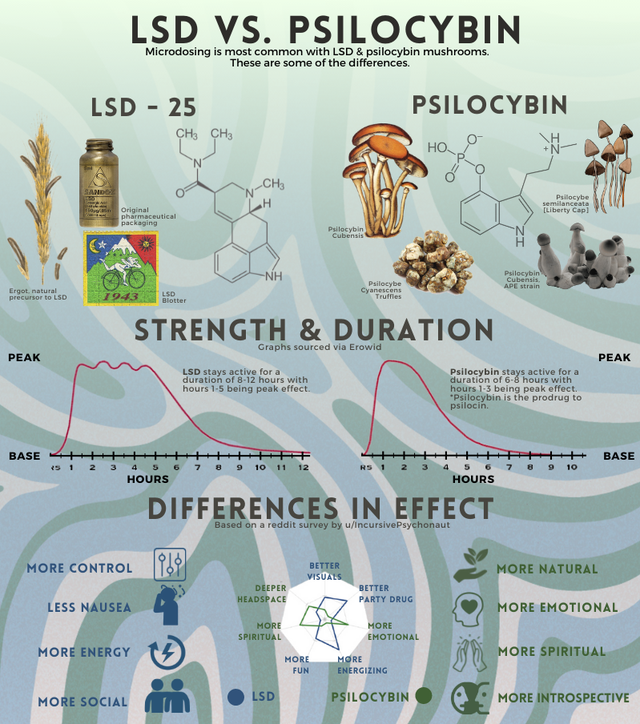 LSD VS. PSILOCYBIN
Microdosing is most common with LSD & psilocybin mushrooms.
These are some of the differences.
LSD - 25
CH₃ CH₃
N
O
N
CH₃
H
NH
SANDOZ
Original
pharmaceutical
packaging
1943
LSD
Blotter
Ergot, natural
precursor to LSD
PSILOCYBIN
HO
O⁻
P
O
O
H
N
+
NH
Psilocybin
Cubensis
Psilocybe
semilanceata
[Liberty Cap]
Psilocybe
Cyanescens
Truffles
Psilocybin
Cubensis,
APE strain
STRENGTH & DURATION
Graphs sourced via Erowid
PEAK
LSD stays active for a
duration of 8-12 hours with
hours 1-5 being peak effect.
BASE
1 2 3 4 5 6 7 8 9 10 11 12
HOURS
PEAK
Psilocybin stays active for a
duration of 6-8 hours with
hours 1-3 being peak effect.
*Psilocybin is the prodrug to
psilocin.
BASE
1 2 3 4 5 6 7 8 9 10
HOURS
DIFFERENCES IN EFFECT
Based on a reddit survey by u/IncursivePsychonaut
MORE CONTROL
LESS NAUSEA
MORE ENERGY
MORE SOCIAL
BETTER
VISUALS
BETTER
PARTY DRUG
MORE
EMOTIONAL
MORE
ENERGIZING
MORE
FUN
MORE
SPIRITUAL
DEEPER
HEADSPACE
LSD
PSILOCYBIN
MORE NATURAL
MORE EMOTIONAL
MORE SPIRITUAL
MORE INTROSPECTIVE